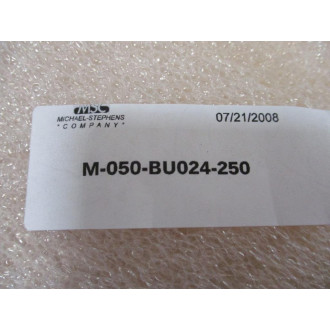 MSC
MICHAEL-STEPHENS
"COMPANY"
07/21/2008
M-050-BU024-250